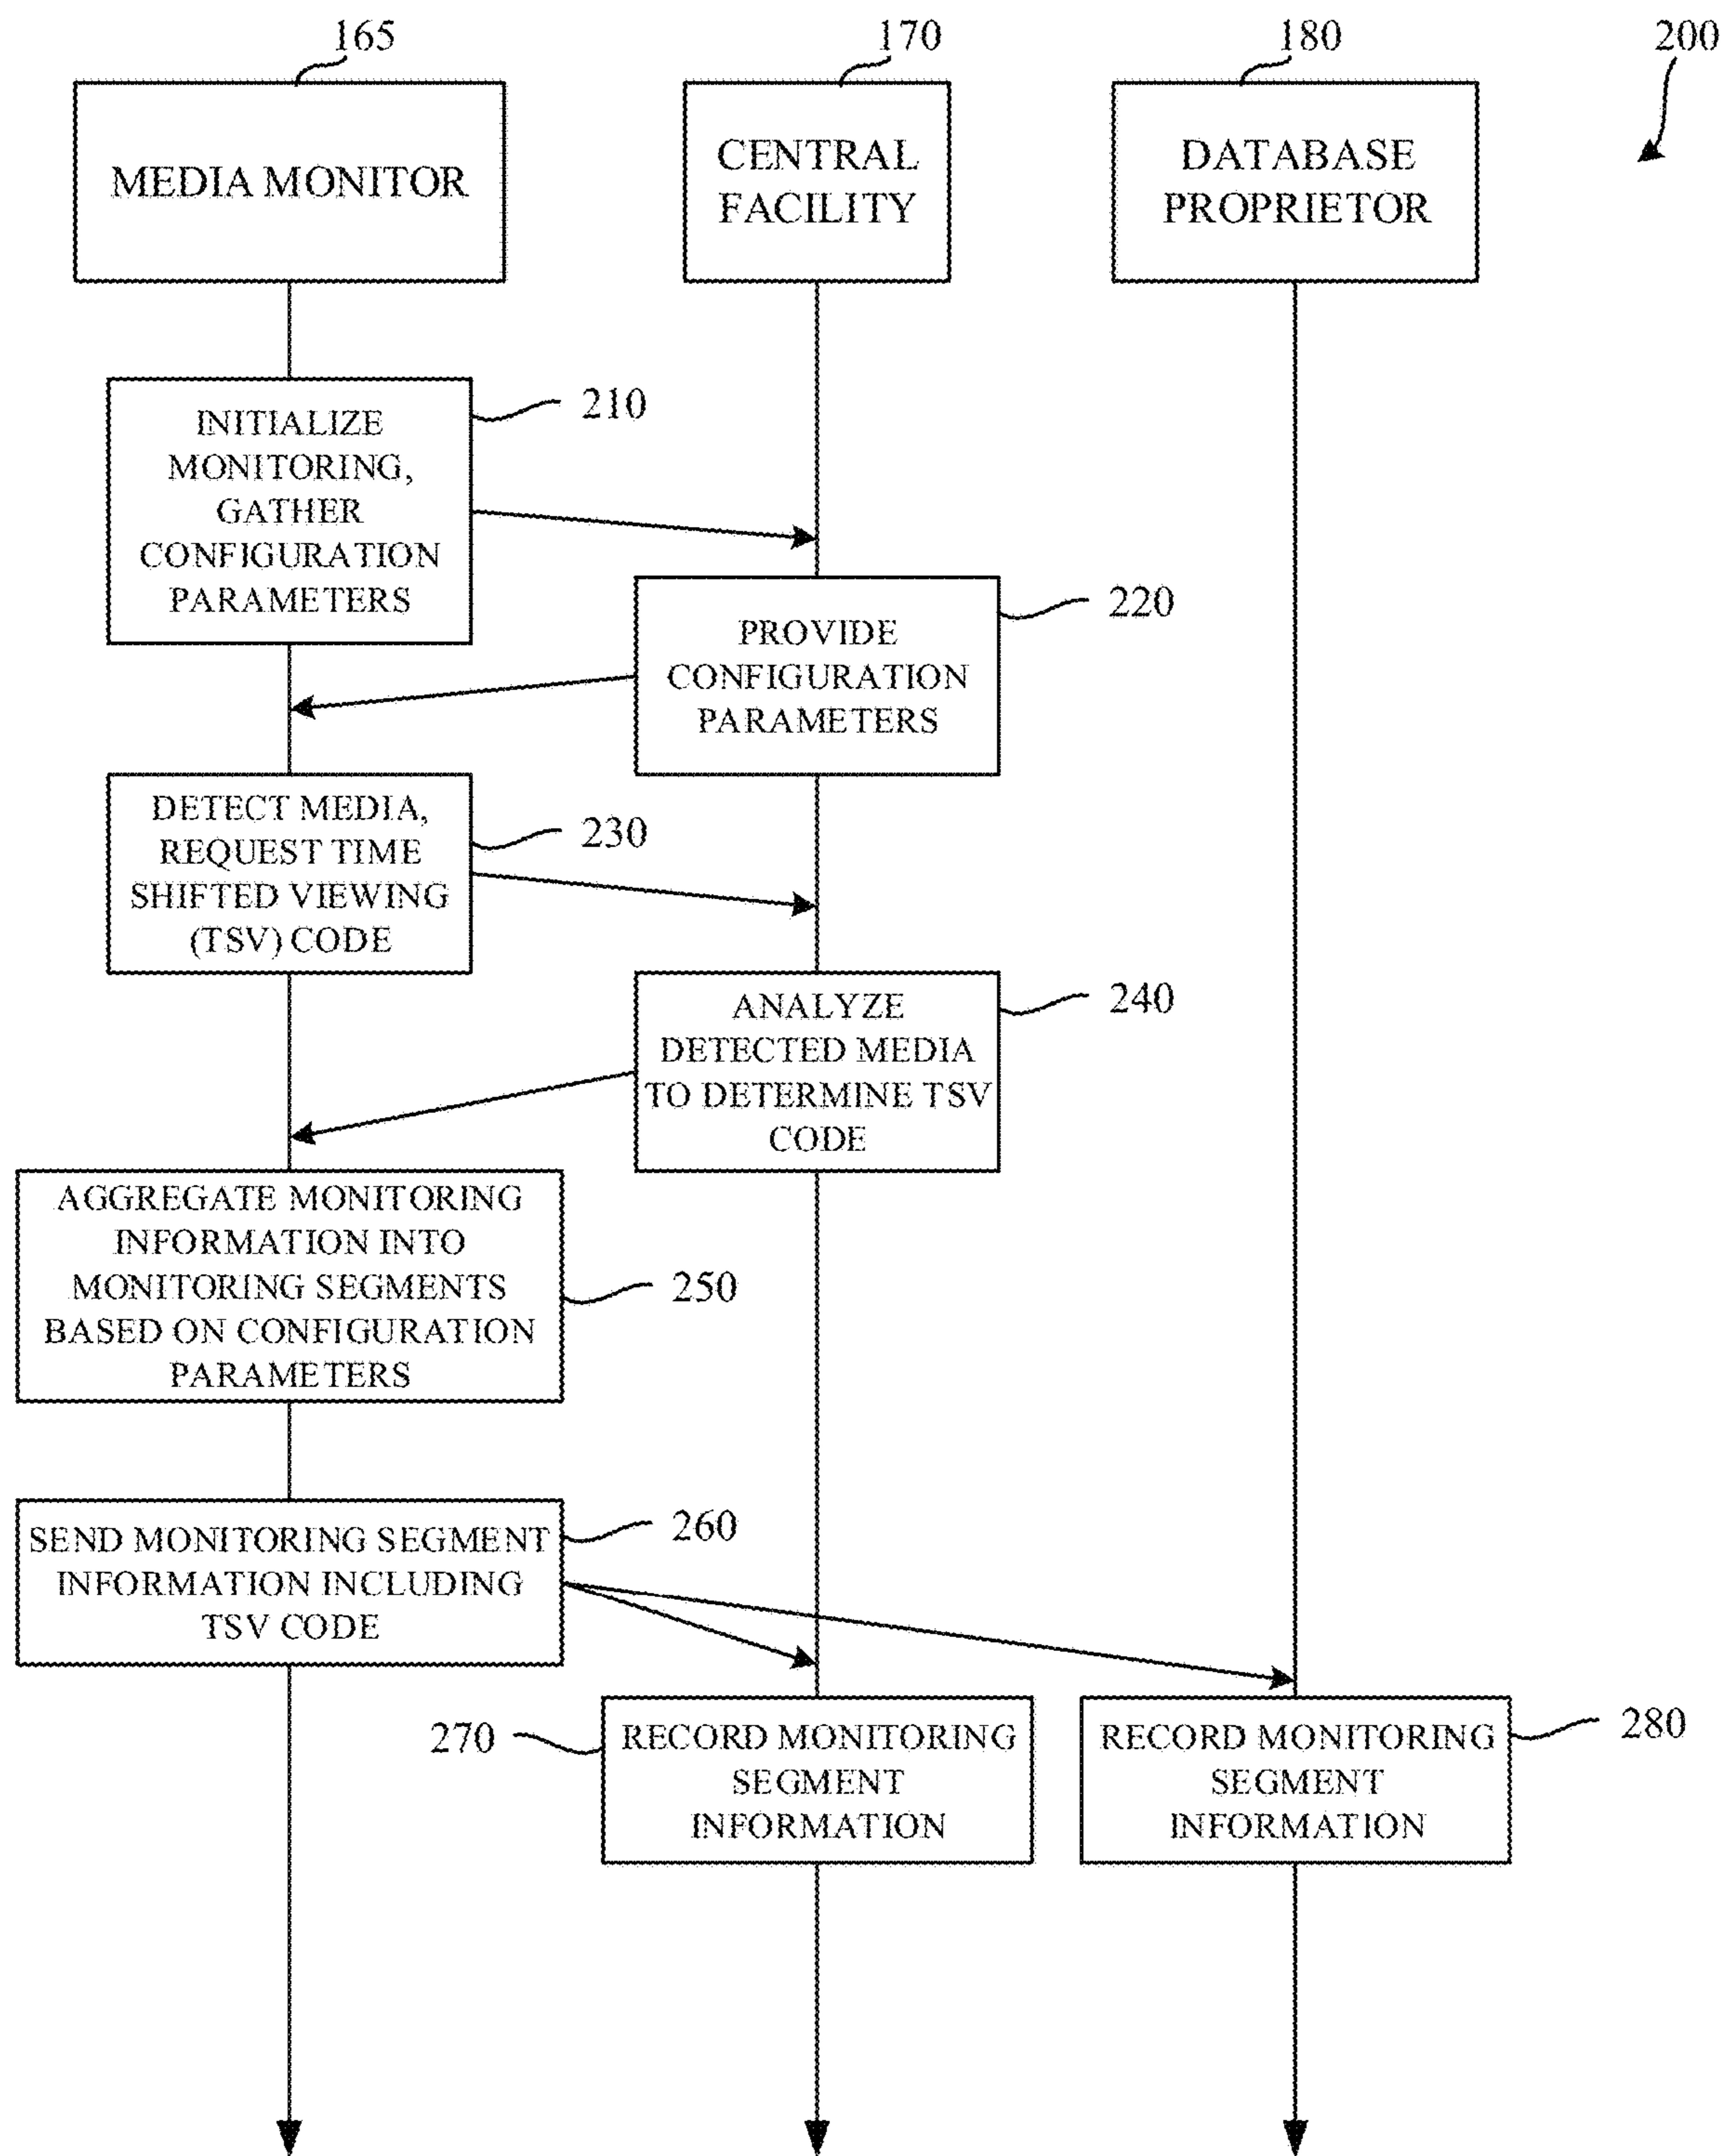 165
170
180
200
MEDIA MONITOR
CENTRAL
FACILITY
DATABASE
PROPRIETOR
210
INITIALIZE
MONITORING,
GATHER
CONFIGURATION
PARAMETERS
220
PROVIDE
CONFIGURATION
PARAMETERS
230
DETECT MEDIA,
REQUEST TIME
SHIFTED VIEWING
(TSV) CODE
240
ANALYZE
DETECTED MEDIA
TO DETERMINE TSV
CODE
250
AGGREGATE MONITORING
INFORMATION INTO
MONITORING SEGMENTS
BASED ON CONFIGURATION
PARAMETERS
260
SEND MONITORING SEGMENT
INFORMATION INCLUDING
TSV CODE
270
RECORD MONITORING
SEGMENT
INFORMATION
280
RECORD MONITORING
SEGMENT
INFORMATION